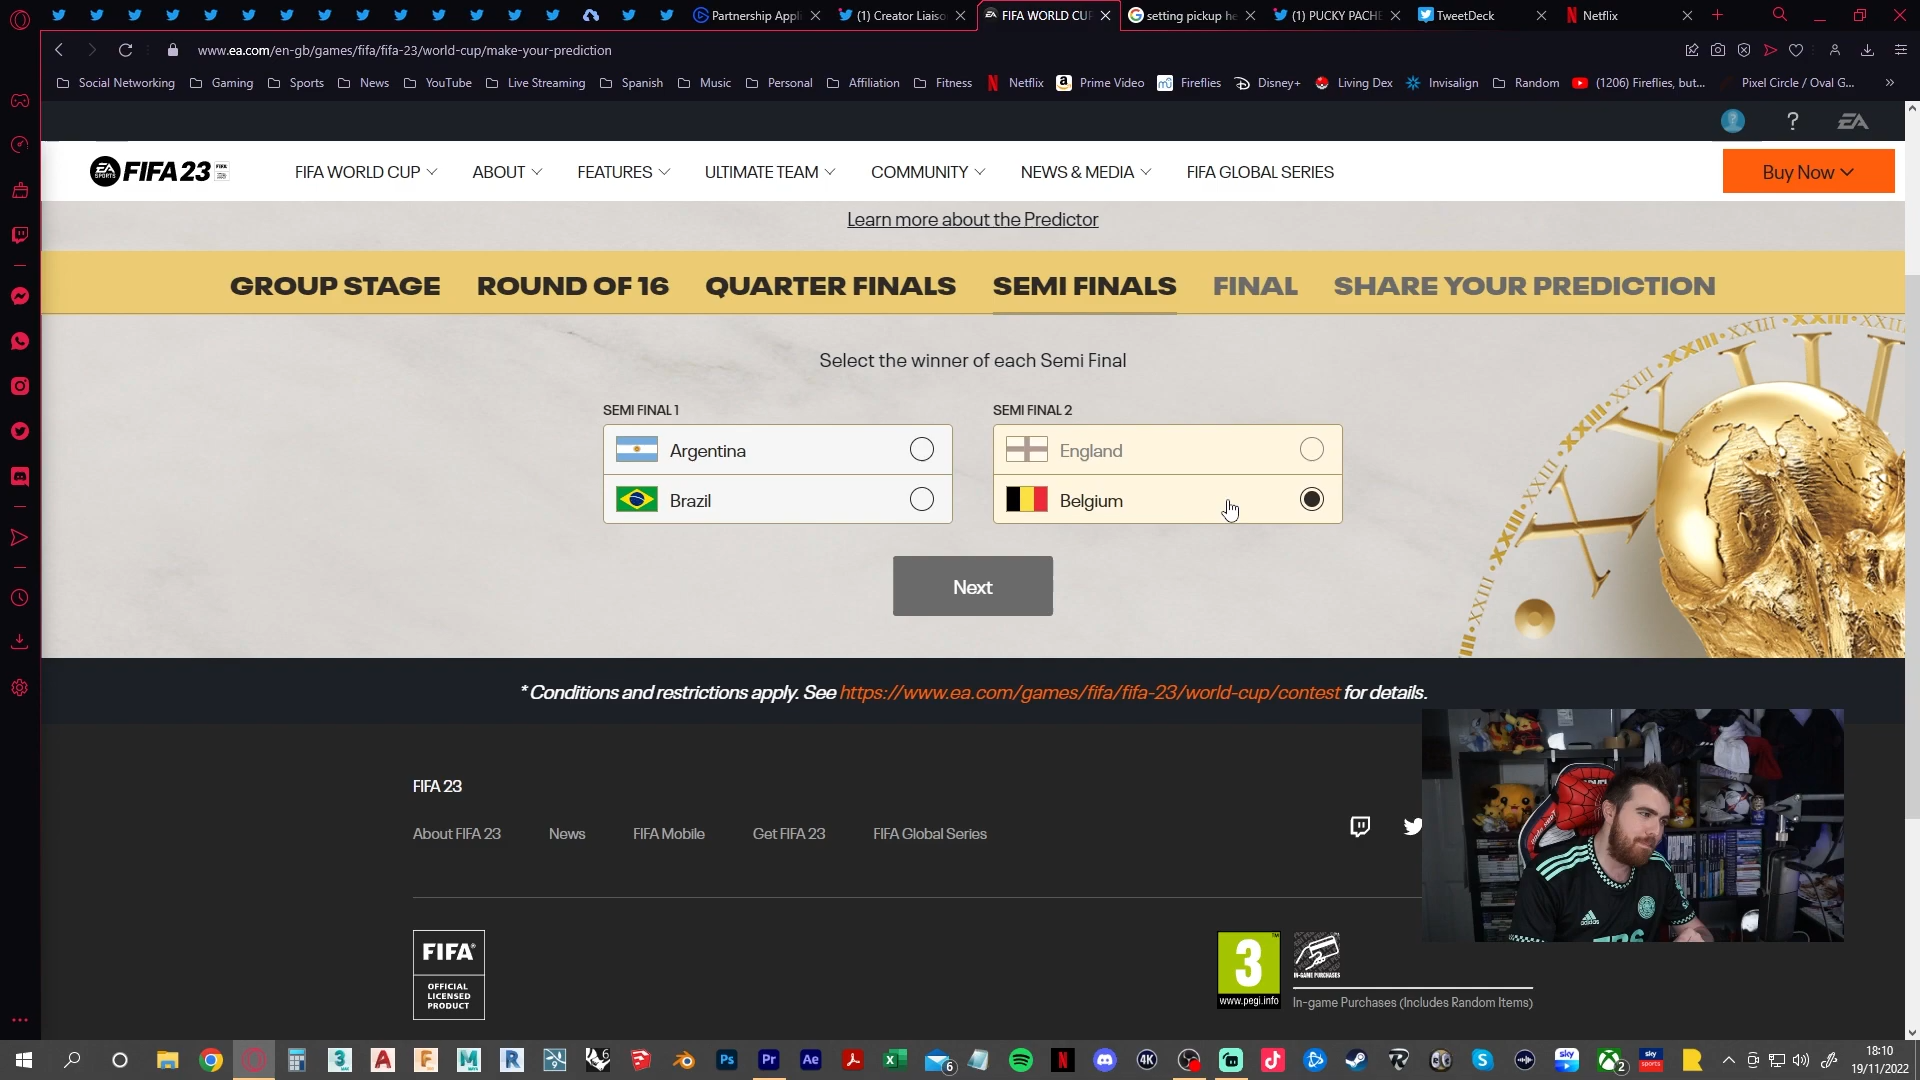 Partnership Appli
(1) Creator Liaiso
FIFA WORLD CUP
setting pickup he
(1) PUCKY PACHE
TweetDeck
Netflix
www.ea.com/en-gb/games/fifa/fifa-23/world-cup/make-your-prediction
Social Networking
Gaming
Sports
News
YouTube
Live Streaming
Spanish
Music
Personal
Affiliation
Fitness
Netflix
Prime Video
Fireflies
Disney+
Living Dex
Invisalign
Random
(1206) Fireflies, but...
Pixel Circle / Oval G...
EA SPORTS FIFA 23
FIFA WORLD CUP
ABOUT
FEATURES
ULTIMATE TEAM
COMMUNITY
NEWS & MEDIA
FIFA GLOBAL SERIES
Buy Now
Learn more about the Predictor
GROUP STAGE
ROUND OF 16
QUARTER FINALS
SEMI FINALS
FINAL
SHARE YOUR PREDICTION
Select the winner of each Semi Final
SEMI FINAL 1
Argentina
Brazil
SEMI FINAL 2
England
Belgium
Next
* Conditions and restrictions apply. See https://www.ea.com/games/fifa/fifa-23/world-cup/contest for details.
FIFA 23
About FIFA 23
News
FIFA Mobile
Get FIFA 23
FIFA Global Series
FIFA
OFFICIAL
LICENSED
PRODUCT
3
www.pegi.info
IN-GAME PURCHASES
In-game Purchases (Includes Random Items)
adidas
18:10
19/11/2022